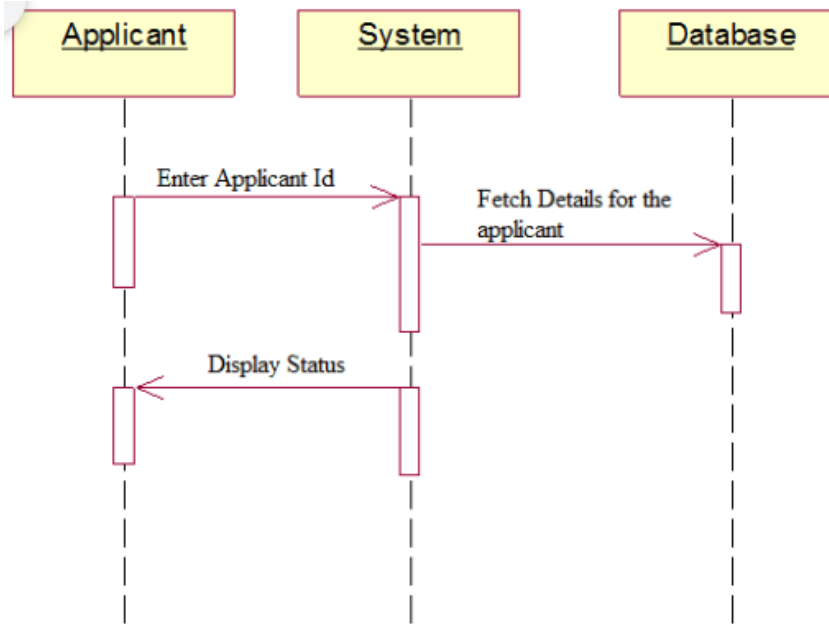 Applicant
System
Database
Enter Applicant Id
Fetch Details for the
applicant
Display Status